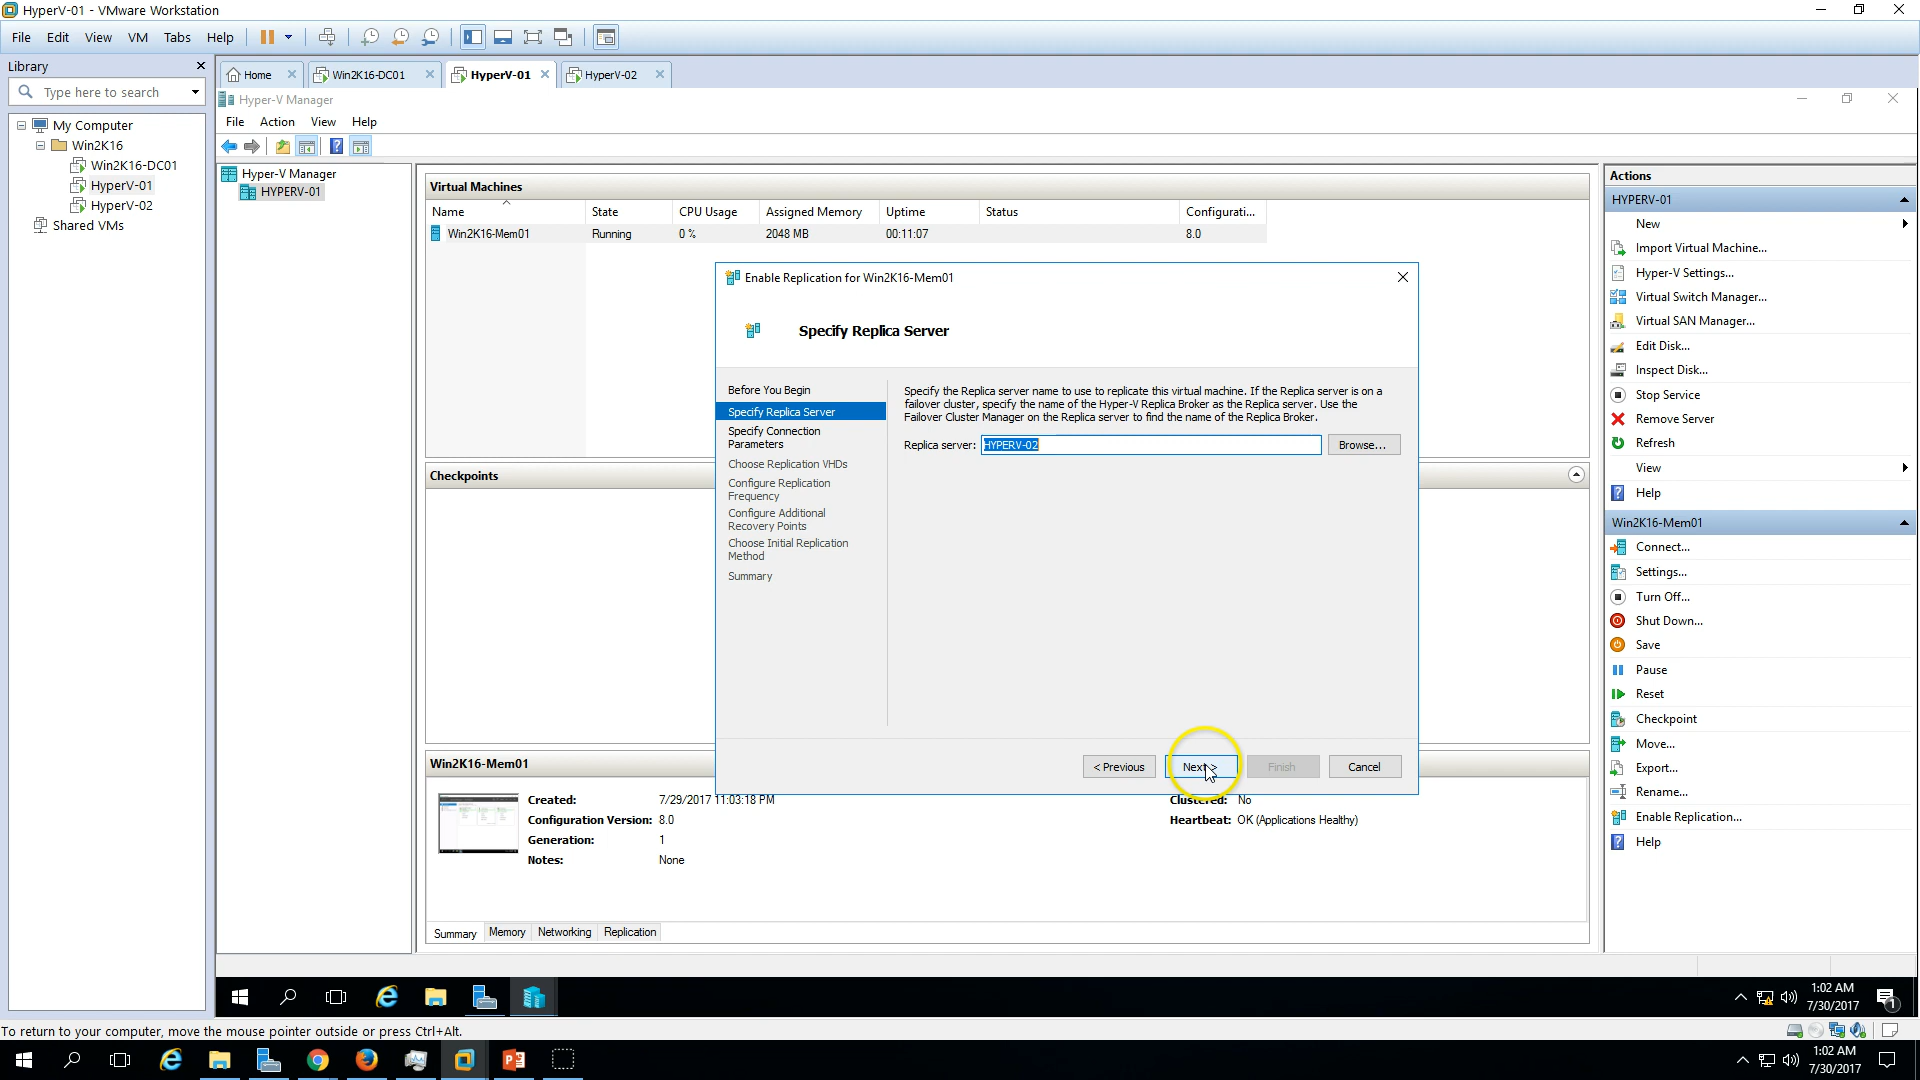 HyperV-01 - VMware Workstation
File Edit View VM Tabs Help
Library
Type here to search
My Computer
Win2K16
Win2K16-DC01
HyperV-01
HyperV-02
Shared VMs
Home Win2K16-DC01 HyperV-01 HyperV-02
Hyper-V Manager
File Action View Help
Hyper-V Manager
HYPERV-01
Virtual Machines
Name State CPU Usage Assigned Memory Uptime Status Configurati...
Win2K16-Mem01 Running 0 % 2048 MB 00:11:07 8.0
Enable Replication for Win2K16-Mem01
Specify Replica Server
Before You Begin
Specify Replica Server
Specify Connection
Parameters
Choose Replication VHDs
Configure Replication
Frequency
Configure Additional
Recovery Points
Choose Initial Replication
Method
Summary
Specify the Replica server name to use to replicate this virtual machine. If the Replica server is on a
failover cluster, specify the name of the Hyper-V Replica Broker as the Replica server. Use the
Failover Cluster Manager on the Replica server to find the name of the Replica Broker.
Replica server: HYPERV-02 Browse...
< Previous Next > Finish Cancel
Checkpoints
Win2K16-Mem01
Created: 7/29/2017 11:03:18 PM
Configuration Version: 8.0
Generation: 1
Notes: None
Clustered: No
Heartbeat: OK (Applications Healthy)
Summary Memory Networking Replication
Actions
HYPERV-01
New
Import Virtual Machine...
Hyper-V Settings...
Virtual Switch Manager...
Virtual SAN Manager...
Edit Disk...
Inspect Disk...
Stop Service
Remove Server
Refresh
View
Help
Win2K16-Mem01
Connect...
Settings...
Turn Off...
Shut Down...
Save
Pause
Reset
Checkpoint
Move...
Export...
Rename...
Enable Replication...
Help
1:02 AM
7/30/2017
1
To return to your computer, move the mouse pointer outside or press Ctrl+Alt.
1:02 AM
7/30/2017